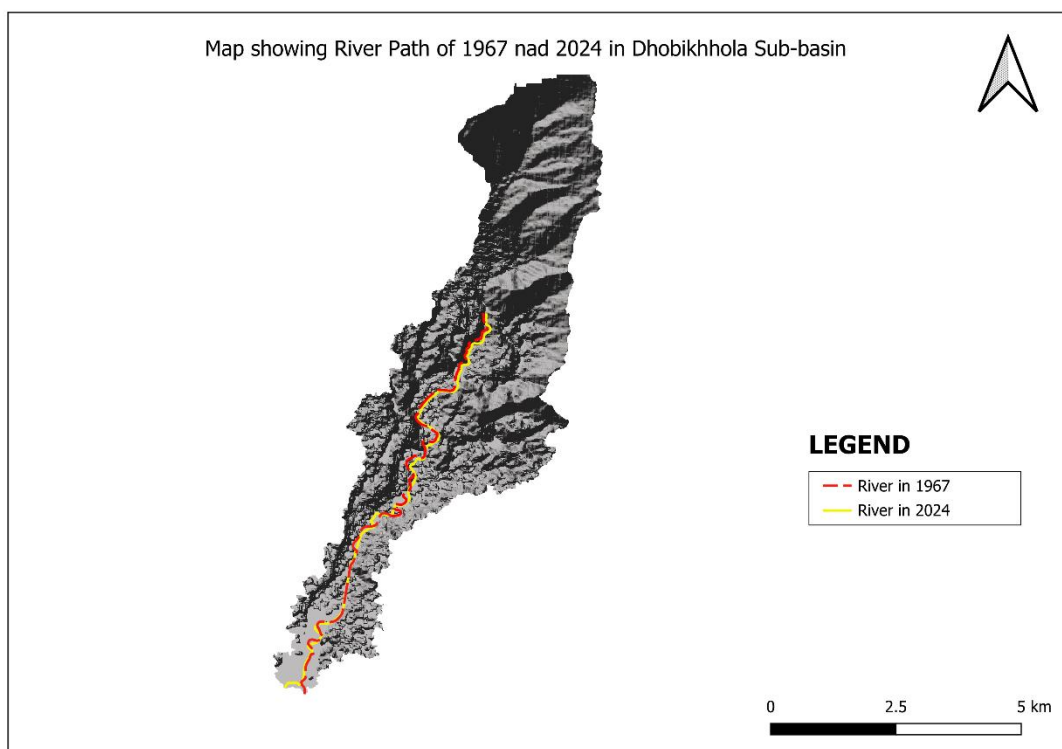 Map showing River Path of 1967 nad 2024 in Dhobikhhola Sub-basin
LEGEND
River in 1967
River in 2024
0 2.5 5 km